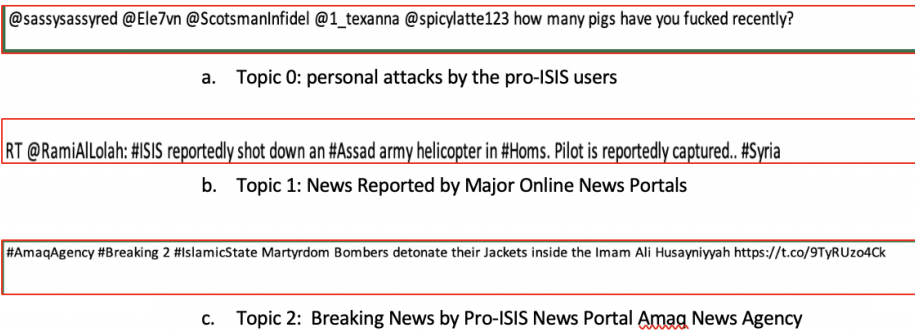 @sassysassyred @Ele7vn @ScotsmanInfidel @1_texanna @spicylatte123 how many pigs have you fucked recently?
a. Topic 0: personal attacks by the pro-ISIS users
RT @RamiAlLolah: #ISIS reportedly shot down an #Assad army helicopter in #Homs. Pilot is reportedly captured.. #Syria
b. Topic 1: News Reported by Major Online News Portals
#AmaqAgency #Breaking 2 #IslamicState Martyrdom Bombers detonate their Jackets inside the Imam Ali Husayniyyah https://t.co/9TyRUzo4Ck
c. Topic 2: Breaking News by Pro-ISIS News Portal Amaq News Agency